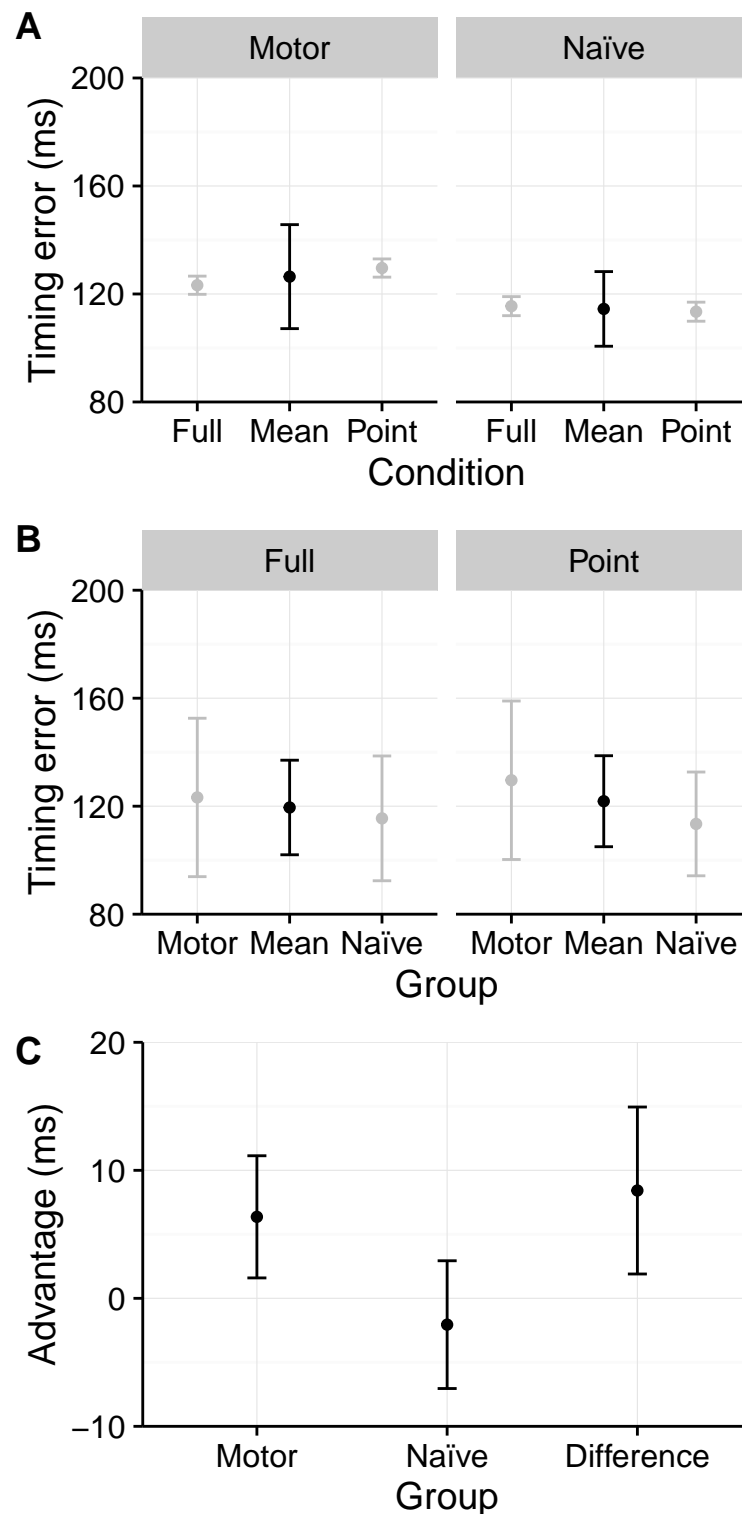 A
Motor Naïve
Timing error (ms)
200
160
120
80
Full Mean Point Full Mean Point
Condition
B
Full Point
Timing error (ms)
200
160
120
80
Motor Mean Naïve Motor Mean Naïve
Group
C
Advantage (ms)
20
10
0
−10
Motor Naïve Difference
Group